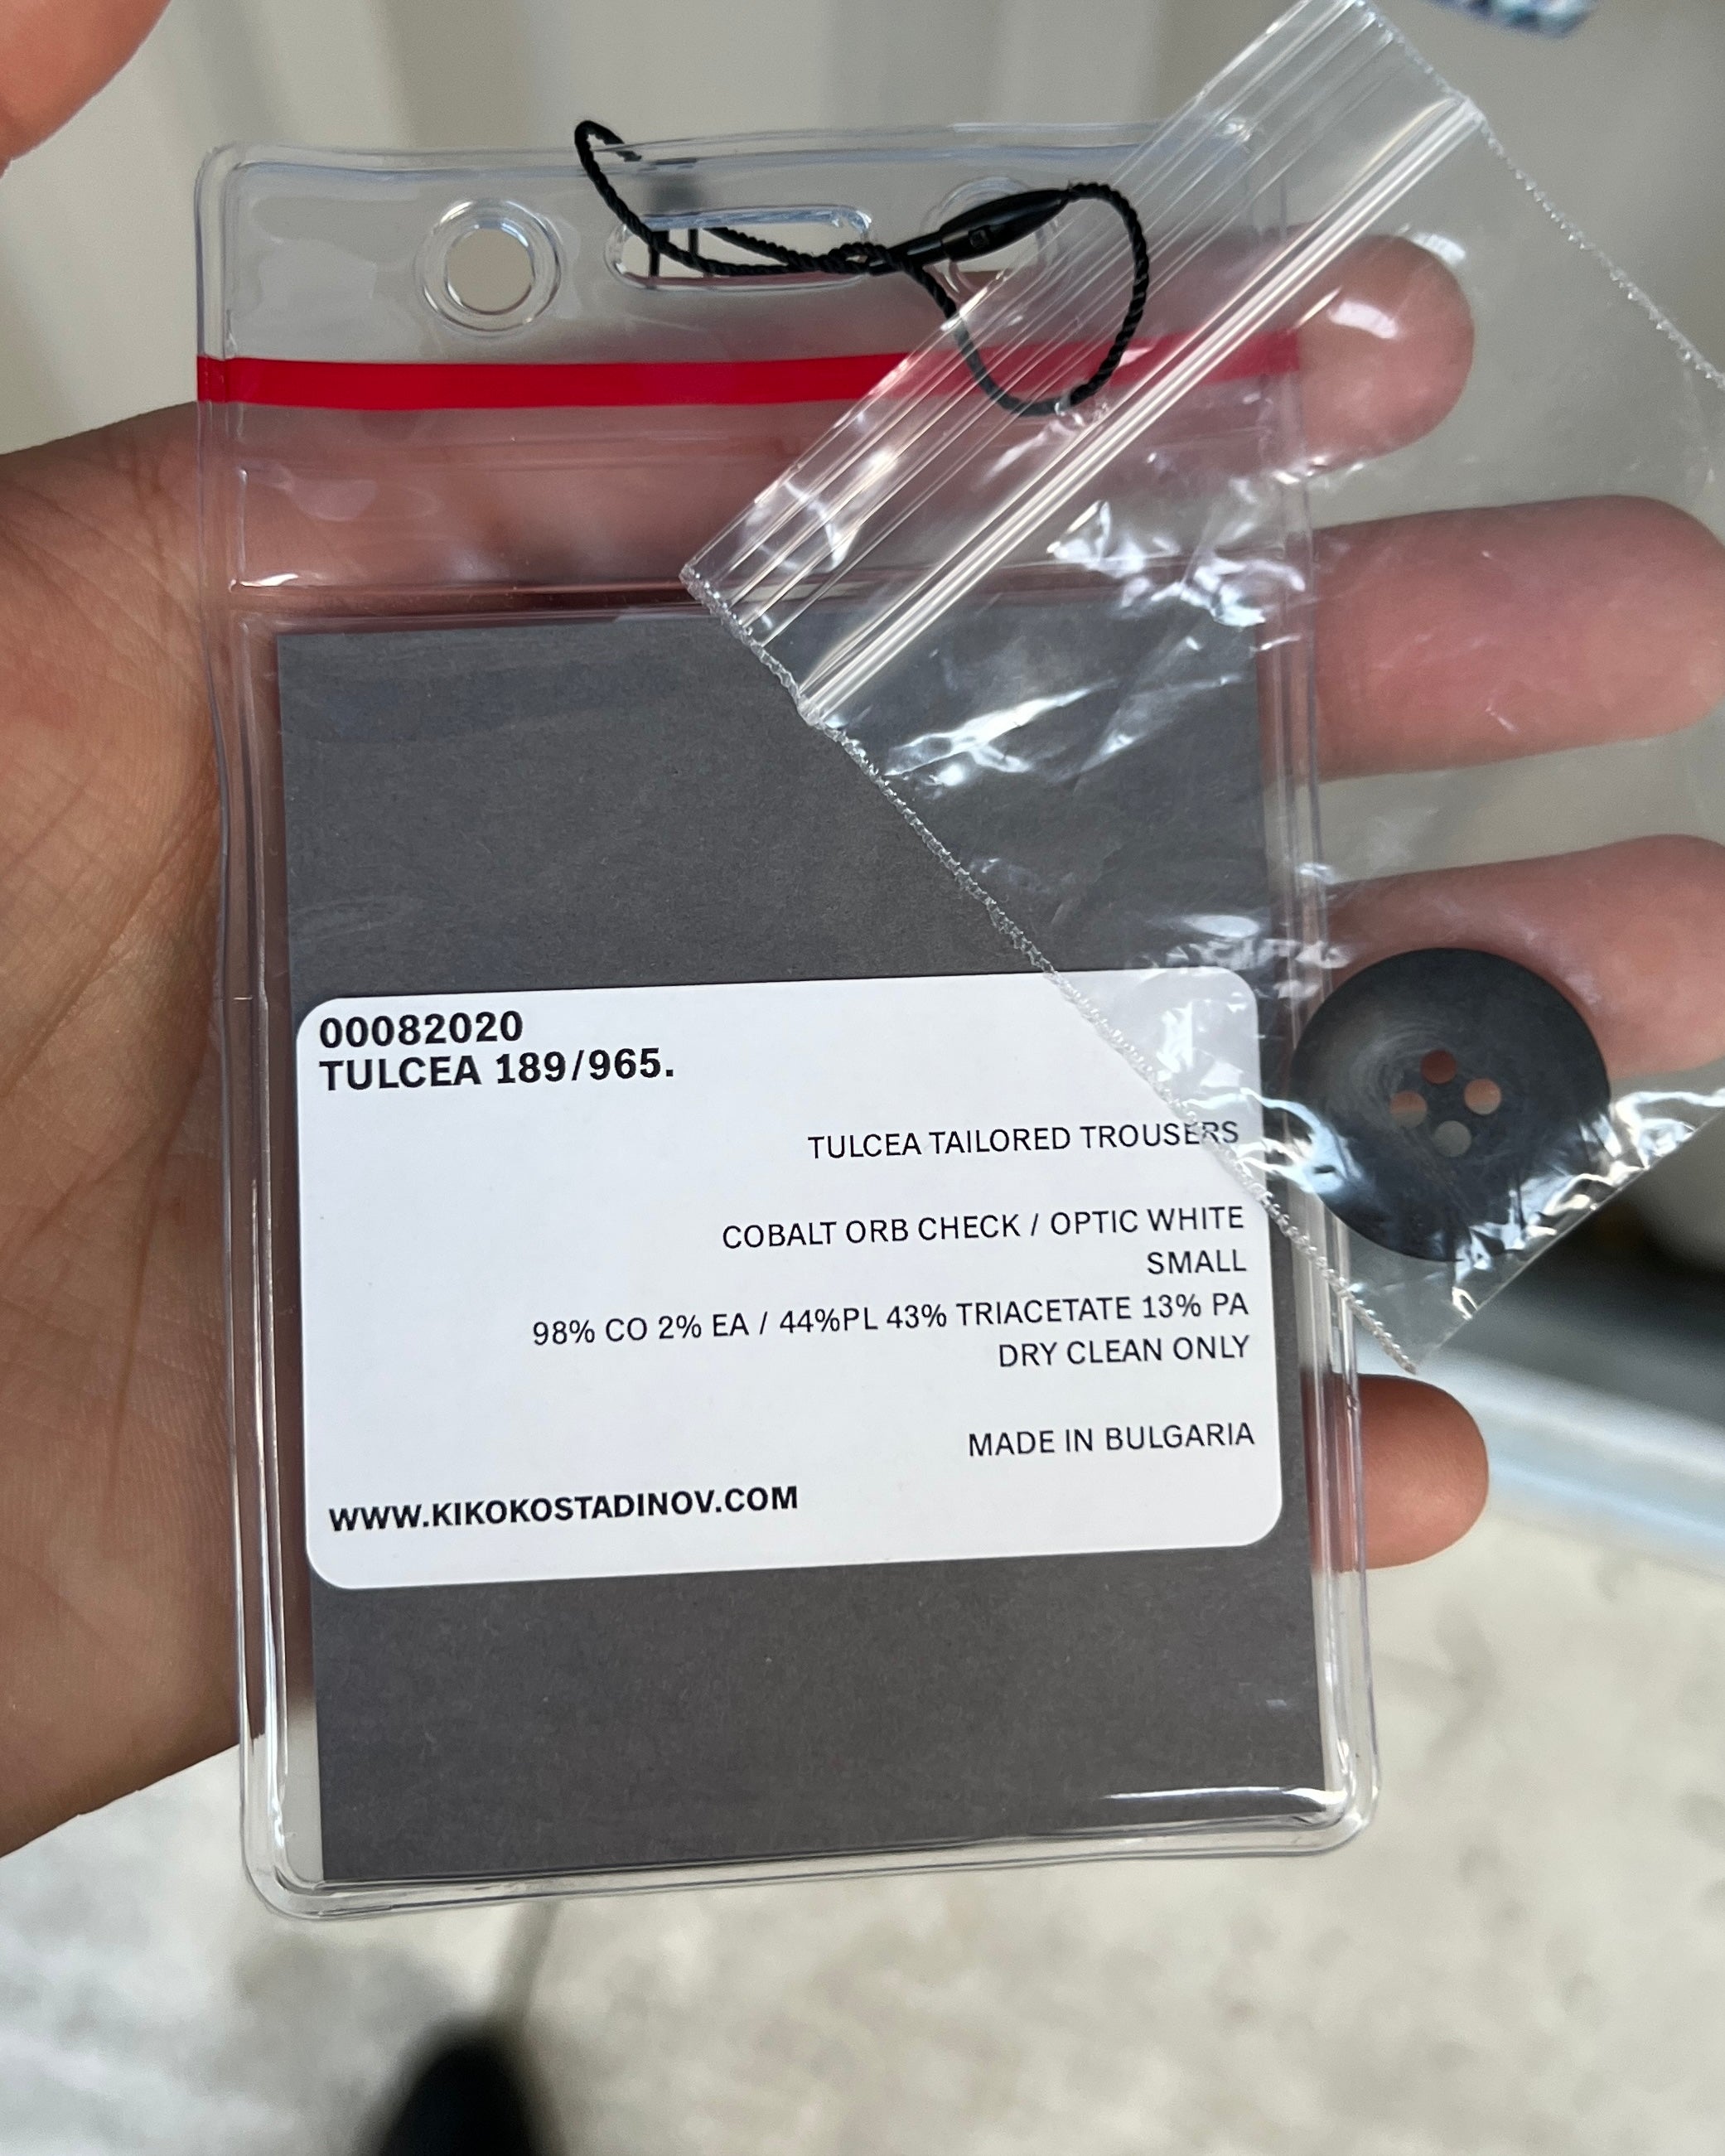 00082020
TULCEA 189/965.
TULCEA TAILORED TROUSERS
COBALT ORB CHECK / OPTIC WHITE
SMALL
98% CO 2% EA / 44%PL 43% TRIACETATE 13% PA
DRY CLEAN ONLY
MADE IN BULGARIA
WWW.KIKOKOSTADINOV.COM